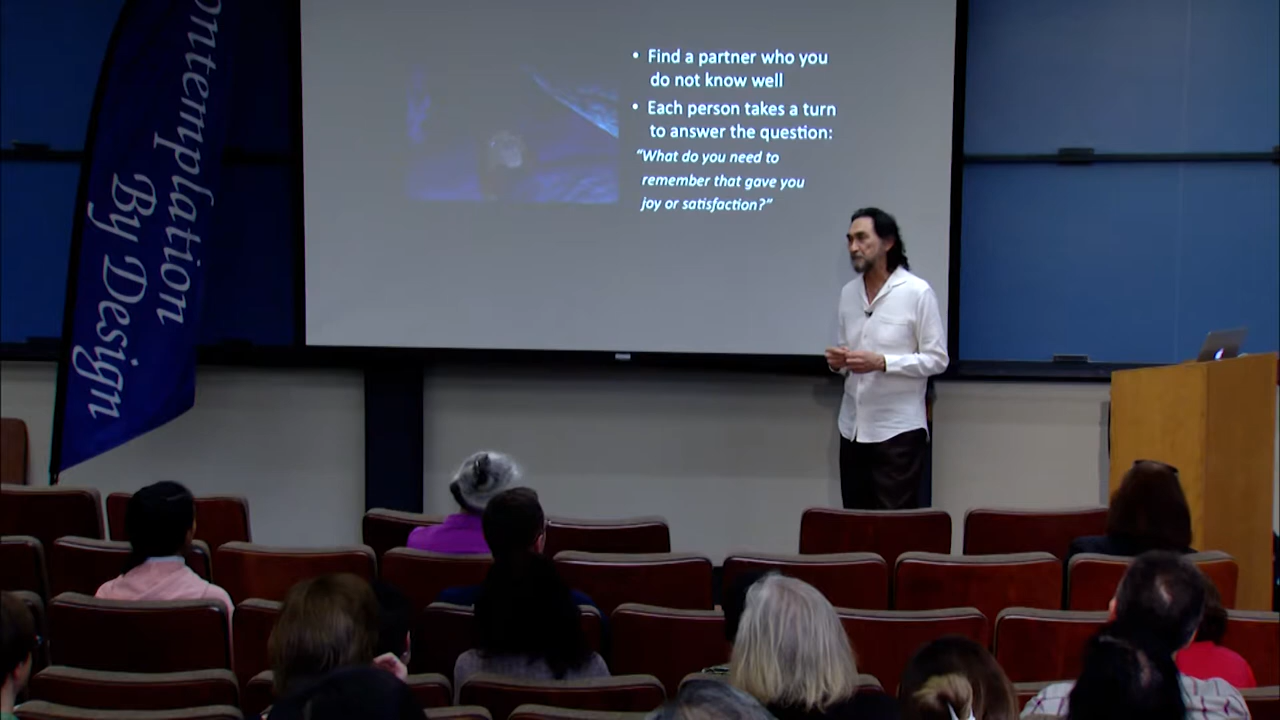 ontemplation
By Design
• Find a partner who you
do not know well
• Each person takes a turn
to answer the question:
“What do you need to
remember that gave you
joy or satisfaction?”